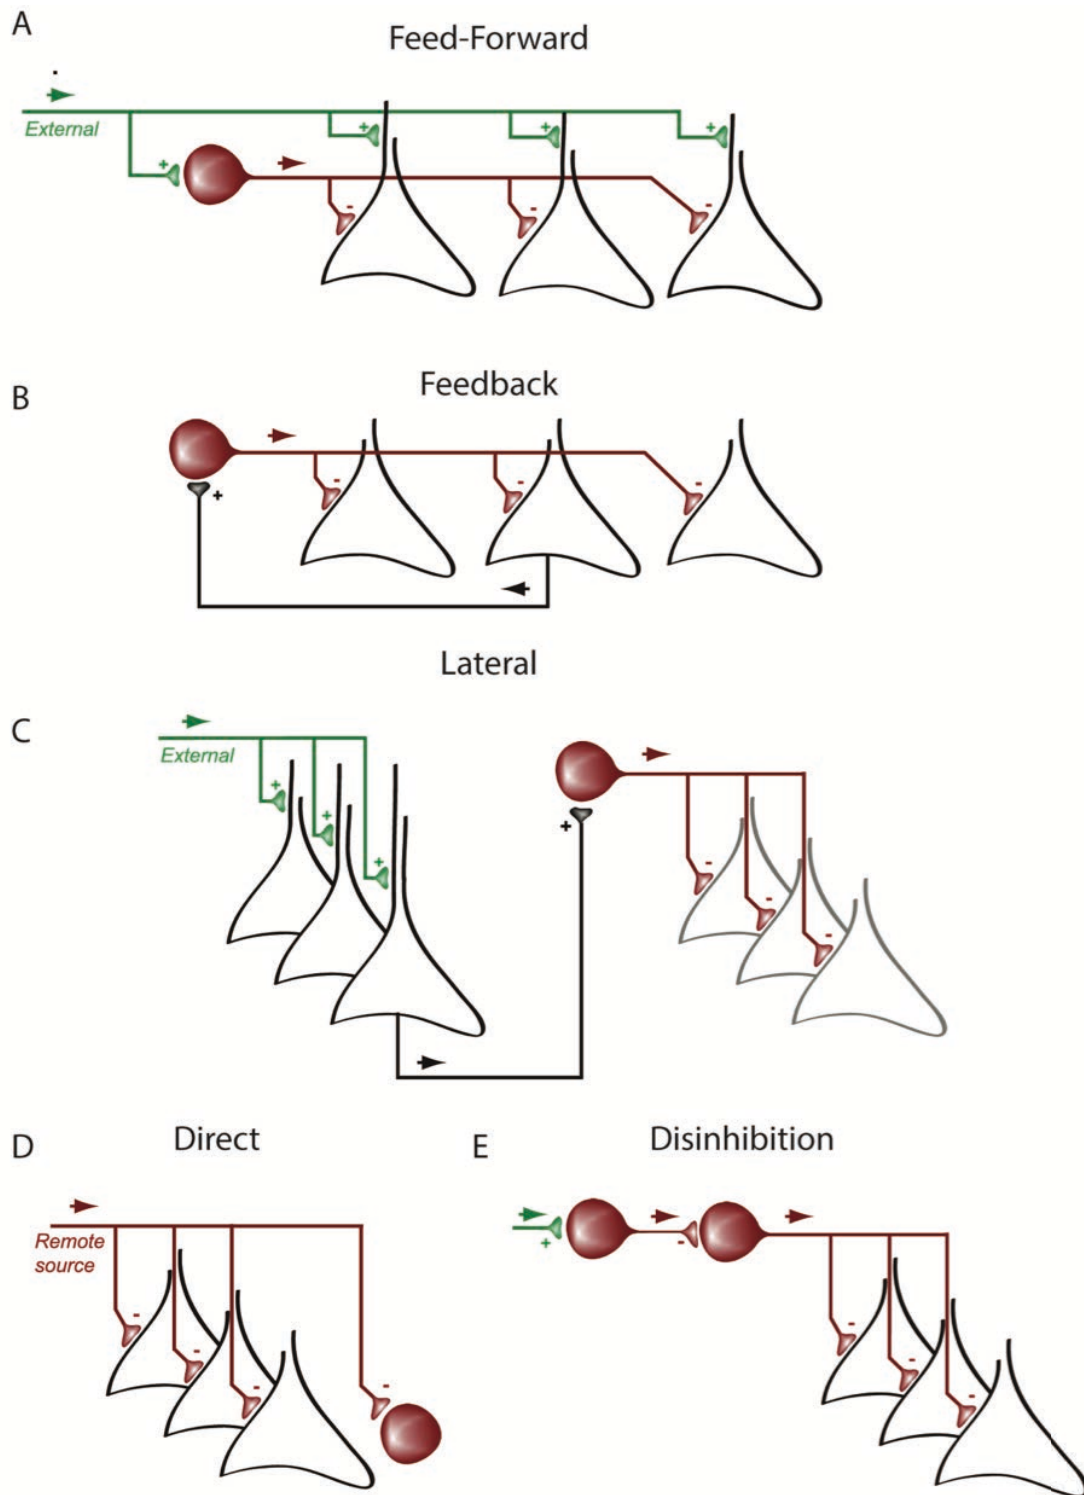 A
Feed-Forward
External
+
+
+
+
-
-
-
B
Feedback
-
-
-
+
Lateral
C
External
+
+
+
+
-
-
-
D
Direct
E
Disinhibition
Remote
source
-
-
-
-
+
-
-
-
-